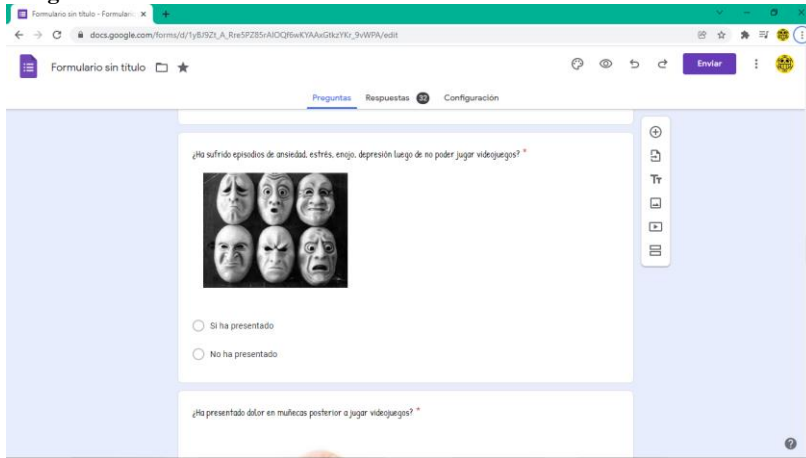 Formulario sin título - Formulario
docs.google.com/forms/d/1y8J9Zt_A_Rre5PZ85rAIOQf6wKYAAxGtkzYKr_9vWPA/edit
Formulario sin título
Enviar
Preguntas Respuestas 32 Configuración
¿Ha sufrido episodios de ansiedad, estrés, enojo, depresión luego de no poder jugar videojuegos? *
Tт
Si ha presentado
No ha presentado
¿Ha presentado dolor en muñecas posterior a jugar videojuegos? *